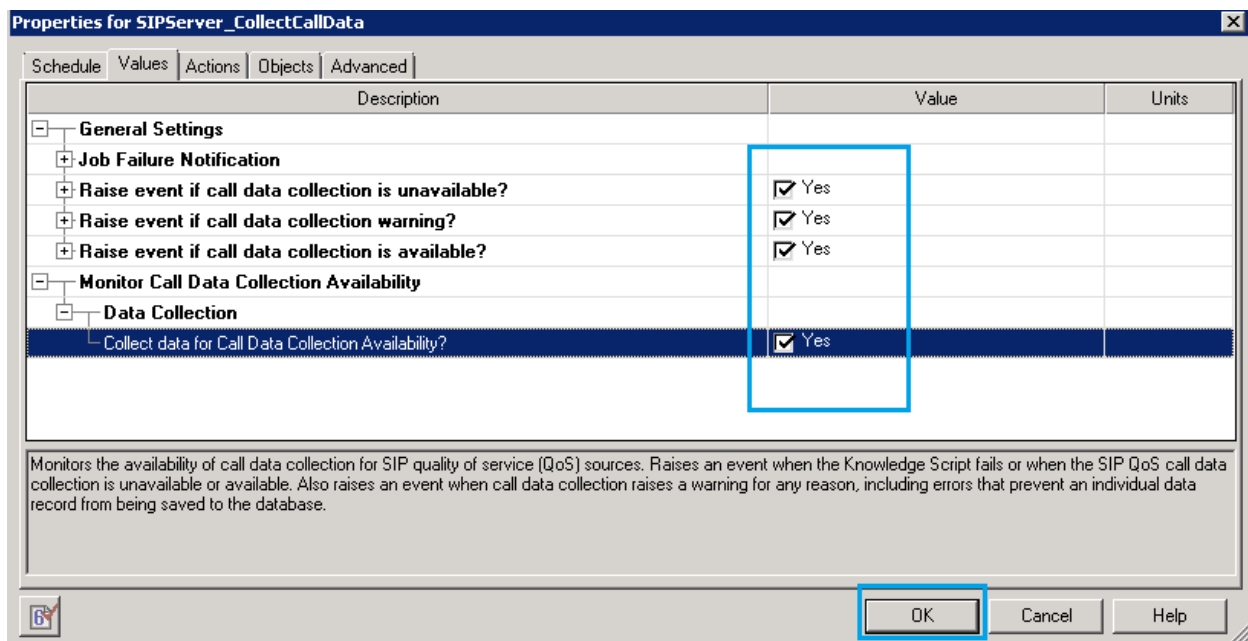 Properties for SIPServer_CollectCallData
Schedule Values Actions Objects Advanced
Description Value Units
General Settings
Job Failure Notification
Raise event if call data collection is unavailable? Yes
Raise event if call data collection warning? Yes
Raise event if call data collection is available? Yes
Monitor Call Data Collection Availability
Data Collection
Collect data for Call Data Collection Availability? Yes
Monitors the availability of call data collection for SIP quality of service (QoS) sources. Raises an event when the Knowledge Script fails or when the SIP QoS call data
collection is unavailable or available. Also raises an event when call data collection raises a warning for any reason, including errors that prevent an individual data
record from being saved to the database.
OK Cancel Help